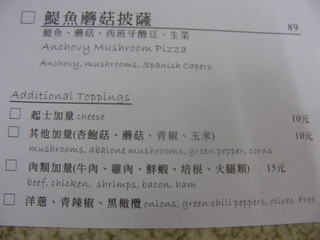 □ 鯷魚蘑菇披薩 89
鯷魚、蘑菇、西班牙酸豆、生菜
Anchovy Mushroom Pizza
Anchovy, mushrooms, Spanish Capers
Additional Toppings
□ 起士加量 cheese 10元
□ 其他加量(杏鮑菇、蘑菇、青椒、玉米) 10元
mushrooms, abalone mushrooms, green pepper, corns
□ 肉類加量(牛肉、雞肉、鮮蝦、培根、火腿類) 15元
beef, chicken, shrimps, bacon, ham
□ 洋蔥、青辣椒、黑橄欖 onions, green chill peppers, olives Free